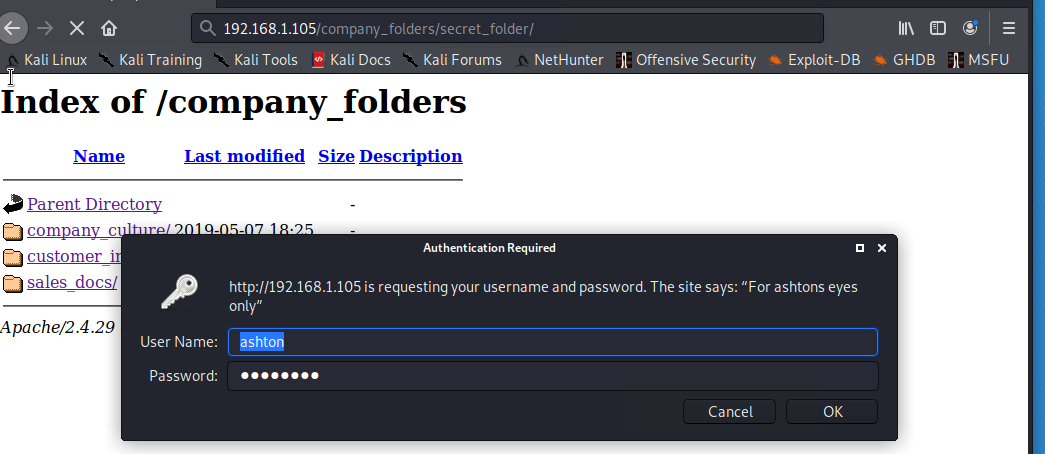 192.168.1.105/company_folders/secret_folder/
Kali Linux Kali Training Kali Tools Kali Docs Kali Forums NetHunter Offensive Security Exploit-DB GHDB MSFU
Index of /company_folders
Name Last modified Size Description
Parent Directory -
company_culture/ 2019-05-07 18:25 -
sales_docs/
Apache/2.4.29
Authentication Required
http://192.168.1.105 is requesting your username and password. The site says: “For ashtons eyes
only”
User Name: ashton
Password: ●●●●●●●●
Cancel OK